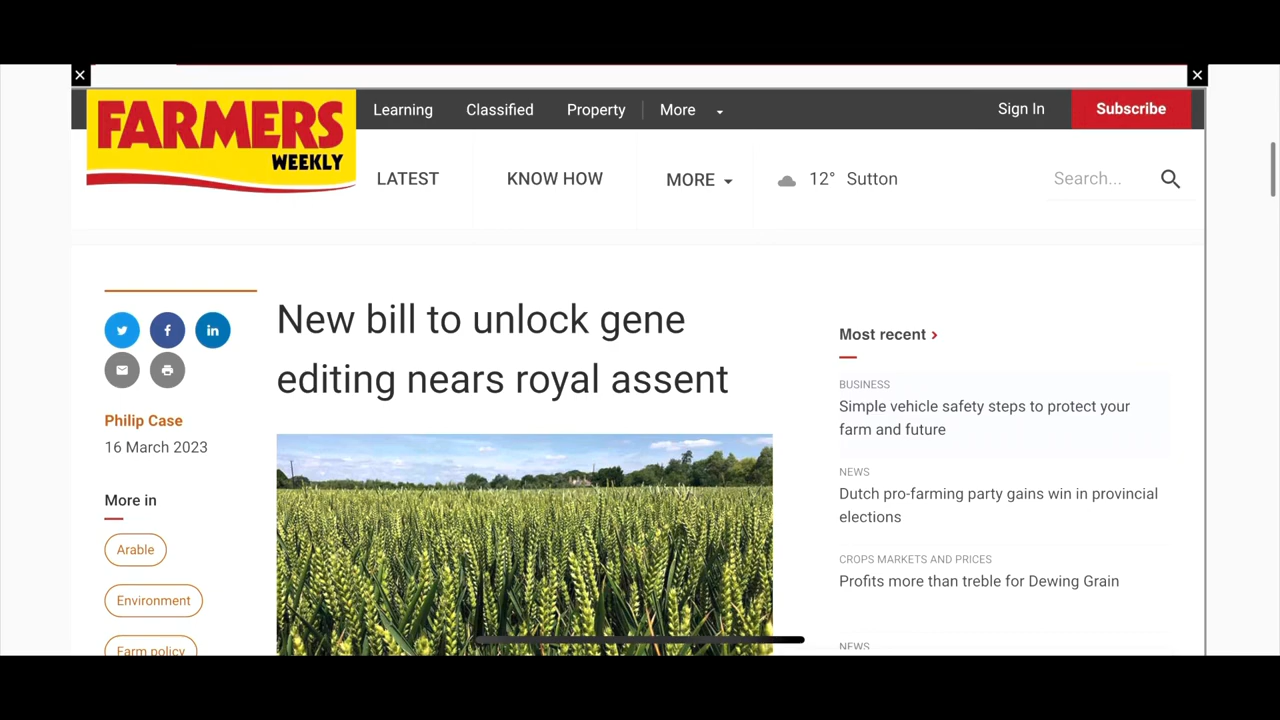 FARMERS
WEEKLY
Learning Classified Property More Sign In Subscribe
LATEST KNOW HOW MORE 12° Sutton Search...
New bill to unlock gene
editing nears royal assent
Philip Case
16 March 2023
More in
Arable
Environment
Farm policy
Most recent
BUSINESS
Simple vehicle safety steps to protect your
farm and future
NEWS
Dutch pro-farming party gains win in provincial
elections
CROPS MARKETS AND PRICES
Profits more than treble for Dewing Grain
NEWS